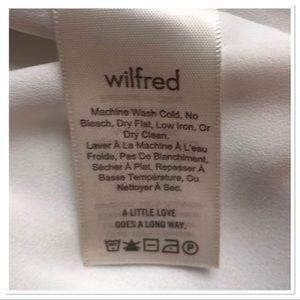 wilfred
Machine Wash Cold, No
Bleach, Dry Flat, Low Iron, Or
Dry Clean.
Laver À La Machine À L'eau
Froide, Pas De Blanchiment,
Sécher À Plat, Repasser À
Basse Température, Ou
Nettoyer À Sec.
A LITTLE LOVE
GOES A LONG WAY.
P